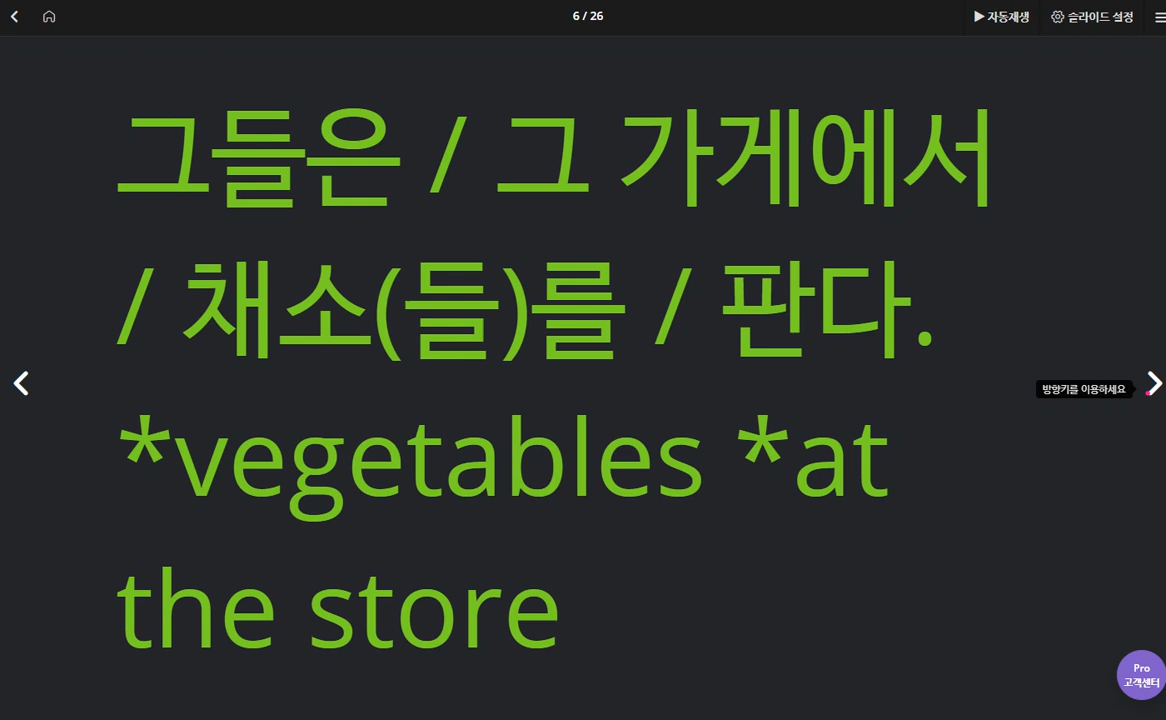 6 / 26
▶ 자동재생
슬라이드 설정
그들은 / 그 가게에서
/ 채소(들)를 / 판다.
방향키를 이용하세요
*vegetables *at
the store
Pro
고객센터